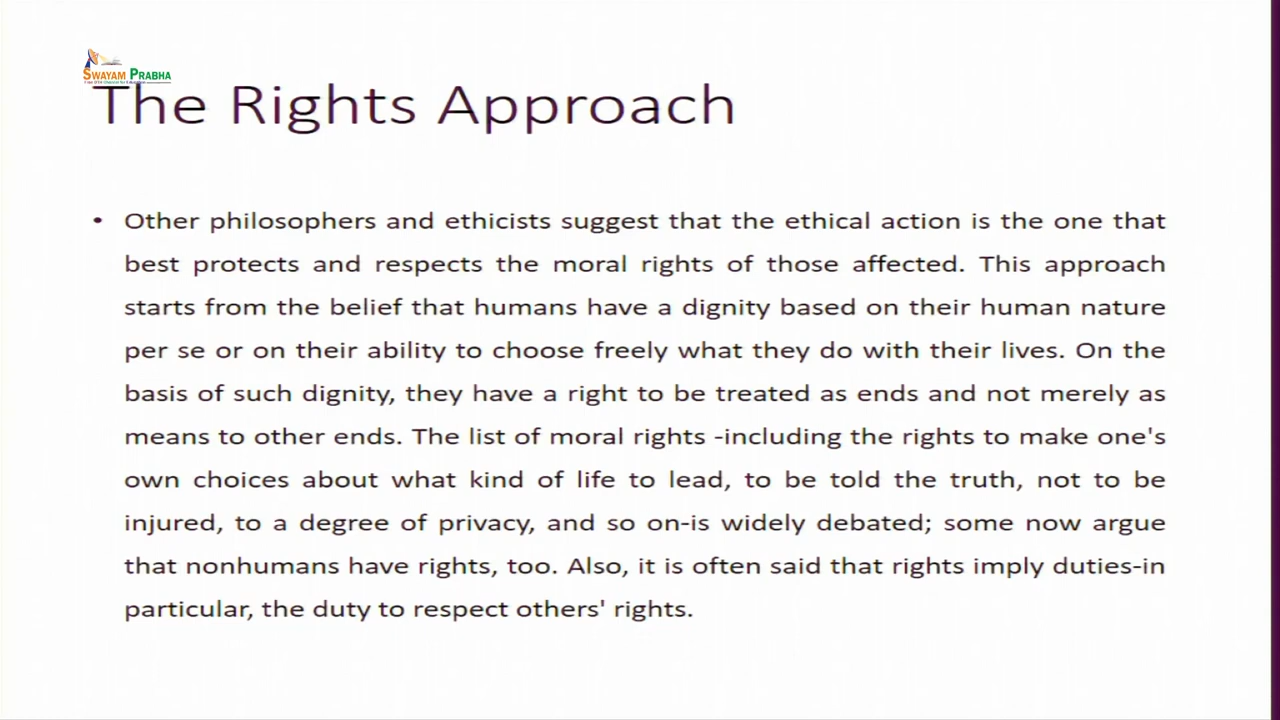 SWAYAM PRABHA
The Rights Approach
• Other philosophers and ethicists suggest that the ethical action is the one that
best protects and respects the moral rights of those affected. This approach
starts from the belief that humans have a dignity based on their human nature
per se or on their ability to choose freely what they do with their lives. On the
basis of such dignity, they have a right to be treated as ends and not merely as
means to other ends. The list of moral rights -including the rights to make one's
own choices about what kind of life to lead, to be told the truth, not to be
injured, to a degree of privacy, and so on-is widely debated; some now argue
that nonhumans have rights, too. Also, it is often said that rights imply duties-in
particular, the duty to respect others' rights.